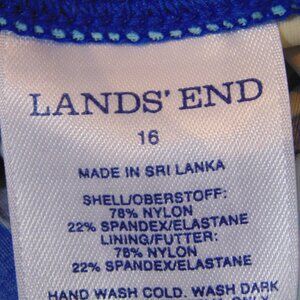 LANDS' END
16
MADE IN SRI LANKA
SHELL/OBERSTOFF:
78% NYLON
22% SPANDEX/ELASTANE
LINING/FUTTER:
78% NYLON
22% SPANDEX/ELASTANE
HAND WASH COLD. WASH DARK